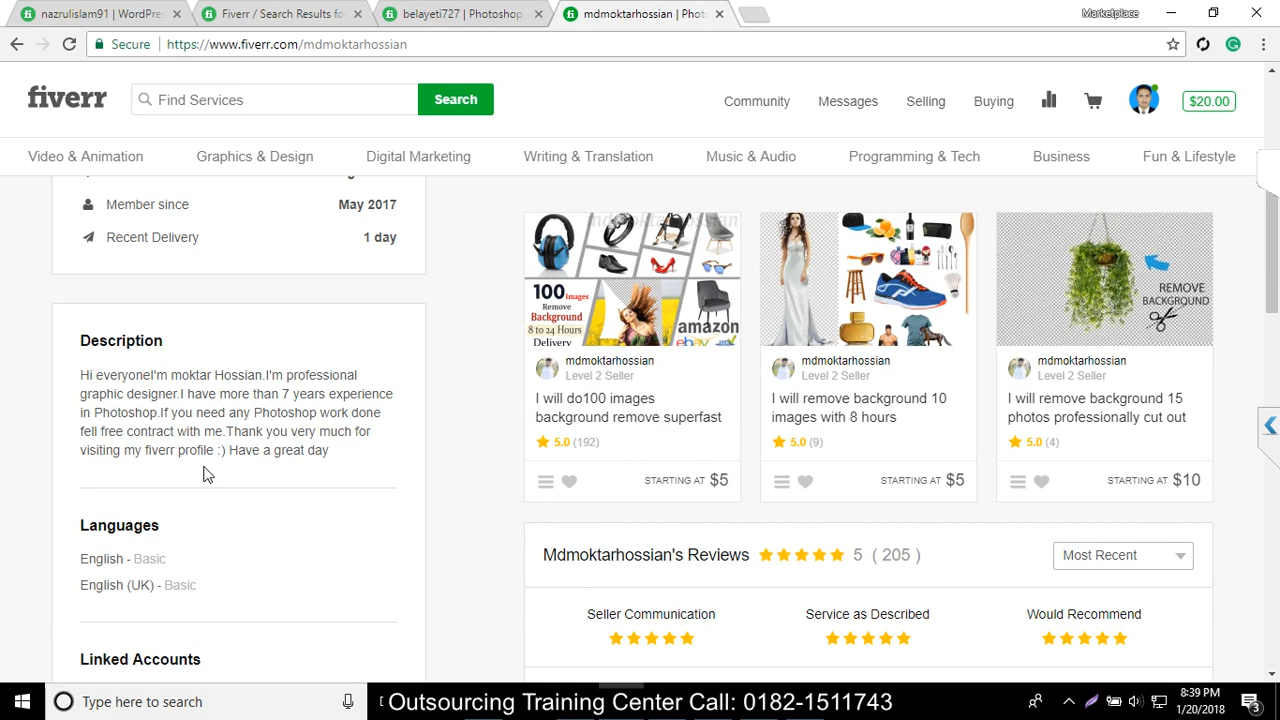 nazrulislam91 | WordPre
Fiverr / Search Results fo
belayeti727 | Photoshop
mdmoktarhossian | Phot
Marketplace
Secure
https://www.fiverr.com/mdmoktarhossian
fiverr
Find Services
Search
Community
Messages
Selling
Buying
$20.00
Video & Animation
Graphics & Design
Digital Marketing
Writing & Translation
Music & Audio
Programming & Tech
Business
Fun & Lifestyle
Member since
May 2017
Recent Delivery
1 day
Description
Hi everyoneI'm moktar Hossian.I'm professional
graphic designer.I have more than 7 years experience
in Photoshop.If you need any Photoshop work done
fell free contract with me.Thank you very much for
visiting my fiverr profile :) Have a great day
Languages
English - Basic
English (UK) - Basic
Linked Accounts
mdmoktarhossian
100 Images
Remove
Background
8 to 24 Hours
Delivery
amazon
ebay
mdmoktarhossian
Level 2 Seller
I will do100 images
background remove superfast
5.0 (192)
STARTING AT $5
mdmoktarhossian
Level 2 Seller
I will remove background 10
images with 8 hours
5.0 (9)
STARTING AT $5
REMOVE
BACKGROUND
mdmoktarhossian
Level 2 Seller
I will remove background 15
photos professionally cut out
5.0 (4)
STARTING AT $10
Mdmoktarhossian's Reviews
5 ( 205 )
Most Recent
Seller Communication
Service as Described
Would Recommend
Type here to search
Outsourcing Training Center Call: 0182-1511743
8:39 PM
1/20/2018
3